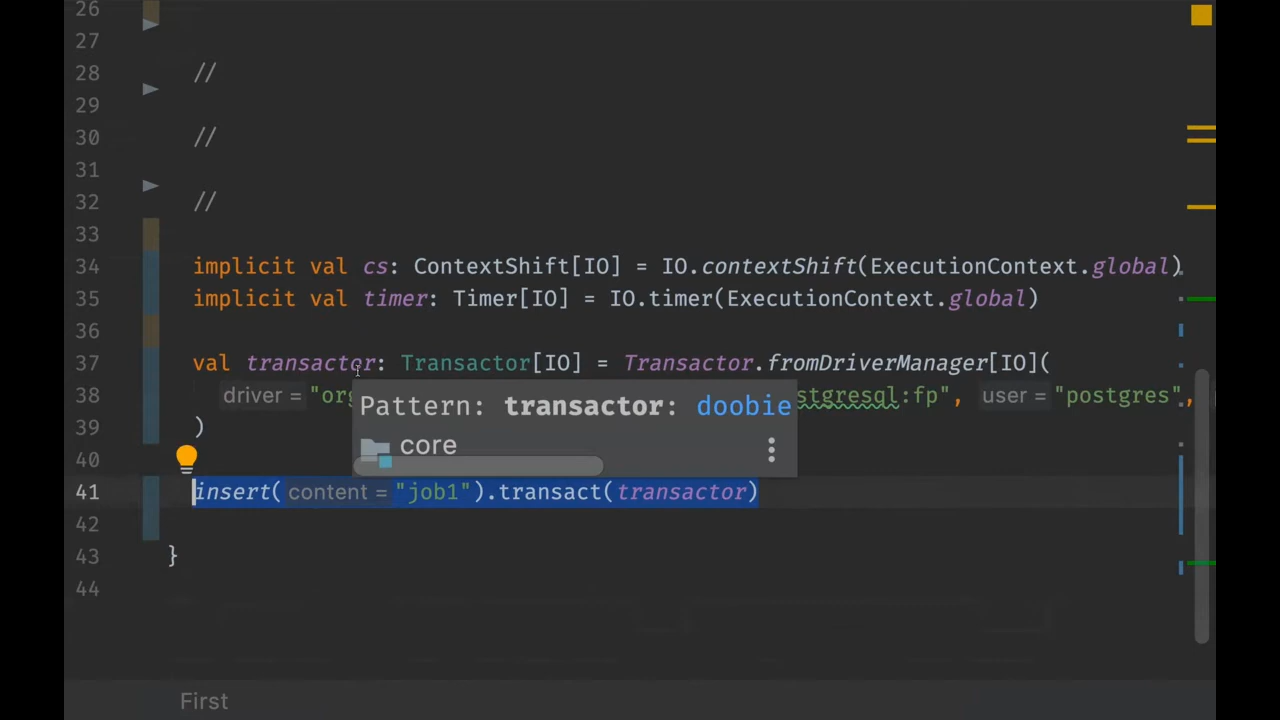 26
27
28 //
29
30 //
31
32 //
33
34 implicit val cs: ContextShift[IO] = IO.contextShift(ExecutionContext.global)
35 implicit val timer: Timer[IO] = IO.timer(ExecutionContext.global)
36
37 val transactor: Transactor[IO] = Transactor.fromDriverManager[IO](
38 driver = "org stgresql:fp", user = "postgres",
Pattern: transactor: doobie
39 )
core
40
41 insert( content = "job1").transact(transactor)
42
43 }
44
First